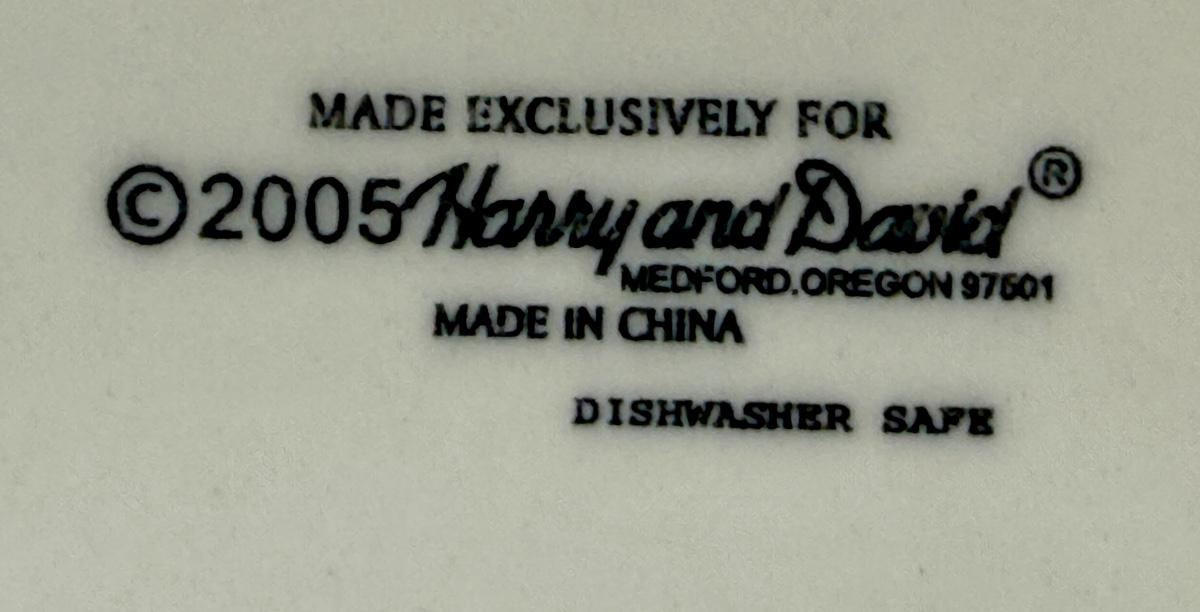 MADE EXCLUSIVELY FOR
©2005 Harry and David®
MEDFORD, OREGON 97501
MADE IN CHINA
DISHWASHER SAFE